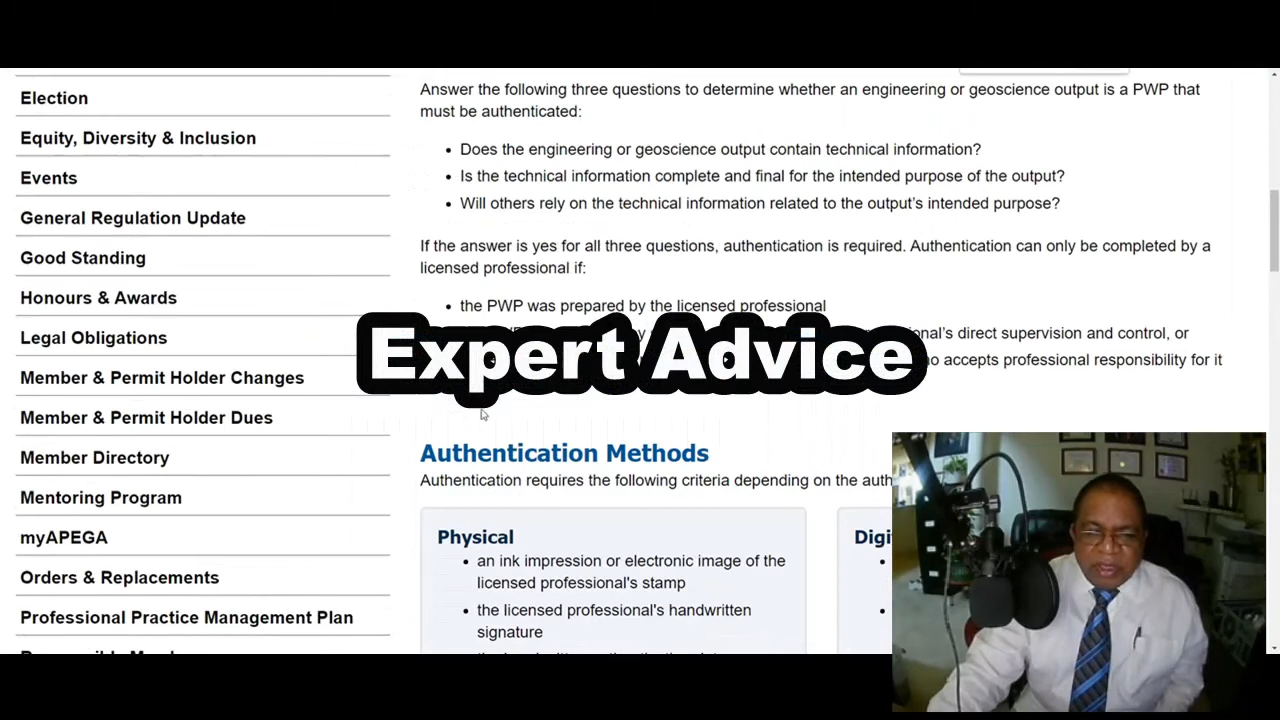 Election
Equity, Diversity & Inclusion
Events
General Regulation Update
Good Standing
Honours & Awards
Legal Obligations
Member & Permit Holder Changes
Member & Permit Holder Dues
Member Directory
Mentoring Program
myAPEGA
Orders & Replacements
Professional Practice Management Plan
Answer the following three questions to determine whether an engineering or geoscience output is a PWP that
must be authenticated:
• Does the engineering or geoscience output contain technical information?
• Is the technical information complete and final for the intended purpose of the output?
• Will others rely on the technical information related to the output's intended purpose?
If the answer is yes for all three questions, authentication is required. Authentication can only be completed by a
licensed professional if:
• the PWP was prepared by the licensed professional
direct supervision and control, or
who accepts professional responsibility for it
Expert Advice
Authentication Methods
Authentication requires the following criteria depending on the
Physical
• an ink impression or electronic image of the
licensed professional's stamp
• the licensed professional's handwritten
signature